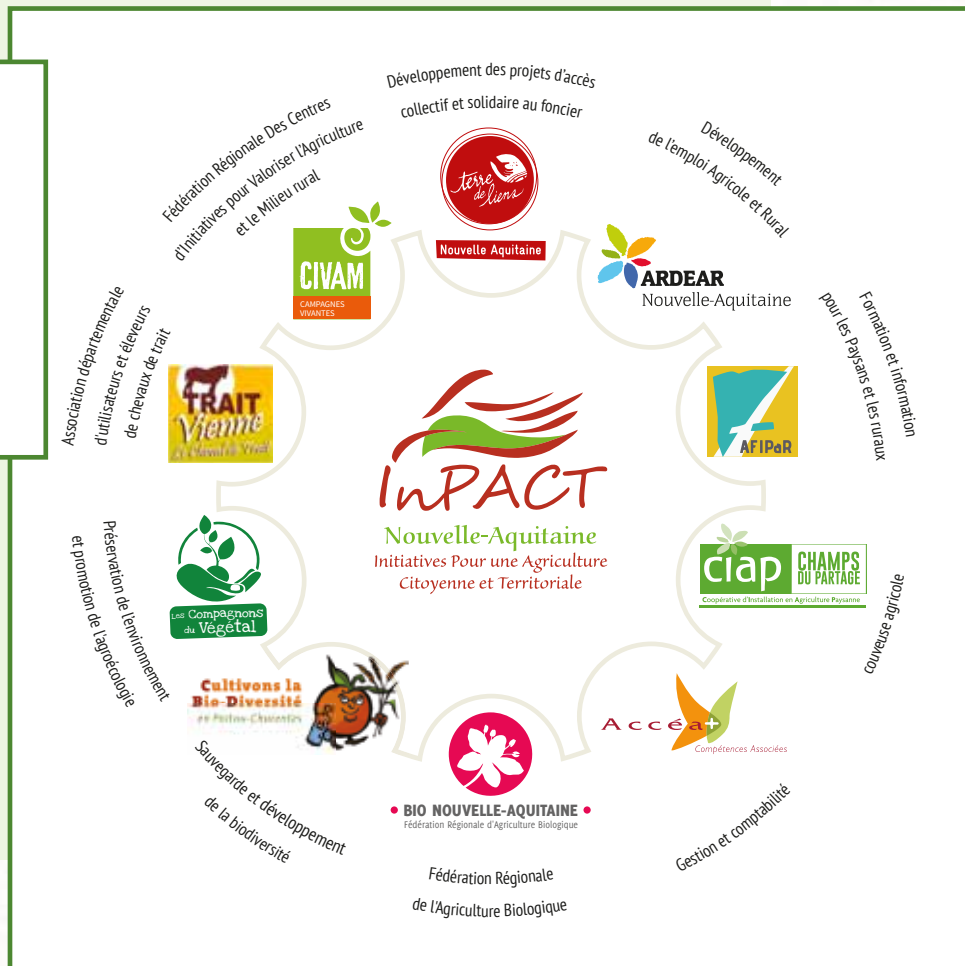 Développement des projets d'accès
collectif et solidaire au foncier
terre
de liens
Nouvelle Aquitaine
Développement
de l'emploi Agricole et Rural
ARDEAR
Nouvelle-Aquitaine
Formation et information
pour les Paysans et les ruraux
AFIPaR
ciap
CHAMPS
DU PARTAGE
Coopérative d'Installation en Agriculture Paysanne
couveuse agricole
Accéa+
Compétences Associées
Gestion et comptabilité
BIO NOUVELLE-AQUITAINE
Fédération Régionale d'Agriculture Biologique
Fédération Régionale
de l'Agriculture Biologique
Cultivons la
Bio-Diversité
en Poitou-Charentes
Sauvegarde et développement
de la biodiversité
Les Compagnons
du Végétal
Préservation de l'environnement
et promotion de l'agroécologie
TRAIT
Vienne
Association départementale
d'utilisateurs et éleveurs
de chevaux de trait
CIVAM
CAMPAGNES
VIVANTES
Fédération Régionale Des Centres
d'Initiatives pour Valoriser l'Agriculture
et le Milieu rural
InPACT
Nouvelle-Aquitaine
Initiatives Pour une Agriculture
Citoyenne et Territoriale